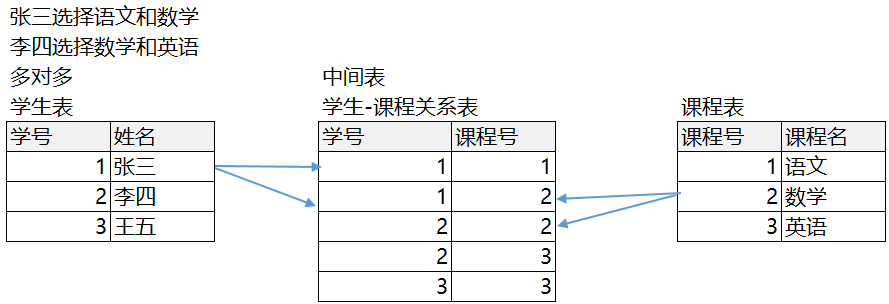 张三选择语文和数学
李四选择数学和英语
多对多
中间表
学生表
学生-课程关系表
课程表
学号 姓名
学号 课程号
课程号 课程名
1 张三
1 1
1 语文
2 李四
1 2
2 数学
3 王五
2 2
3 英语
2 3
3 3